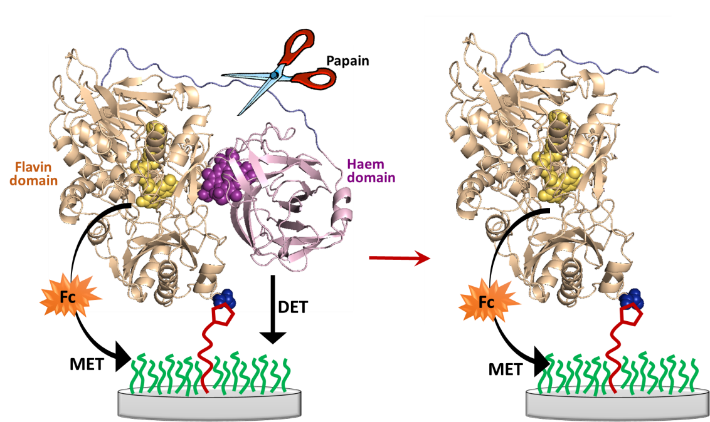 Papain
Flavin
domain
Haem
domain
Fc
DET
MET
Fc
MET